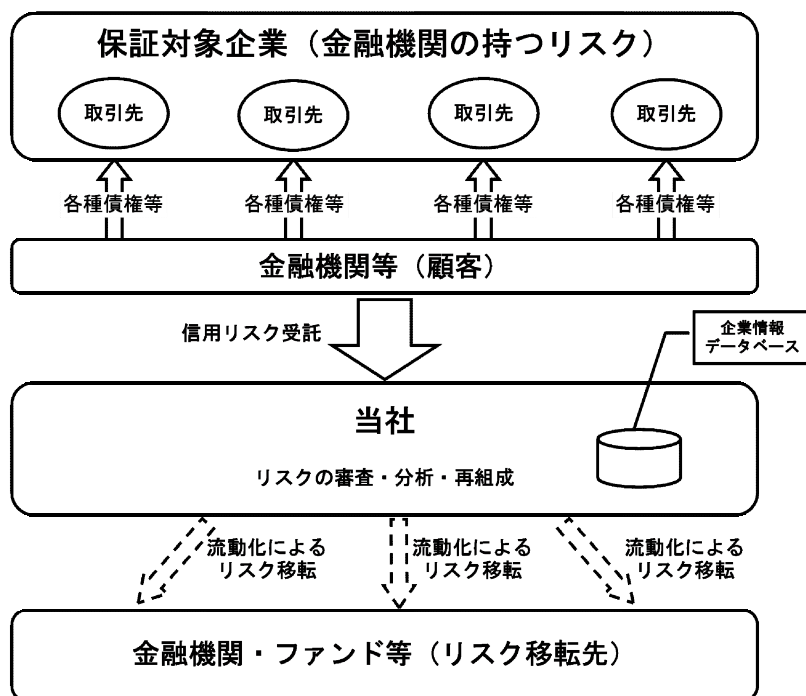 保証対象企業（金融機関の持つリスク）
取引先
取引先
取引先
取引先
各種債権等
各種債権等
各種債権等
各種債権等
金融機関等（顧客）
信用リスク受託
企業情報
データベース
当社
リスクの審査・分析・再組成
流動化による
リスク移転
流動化による
リスク移転
流動化による
リスク移転
金融機関・ファンド等（リスク移転先）